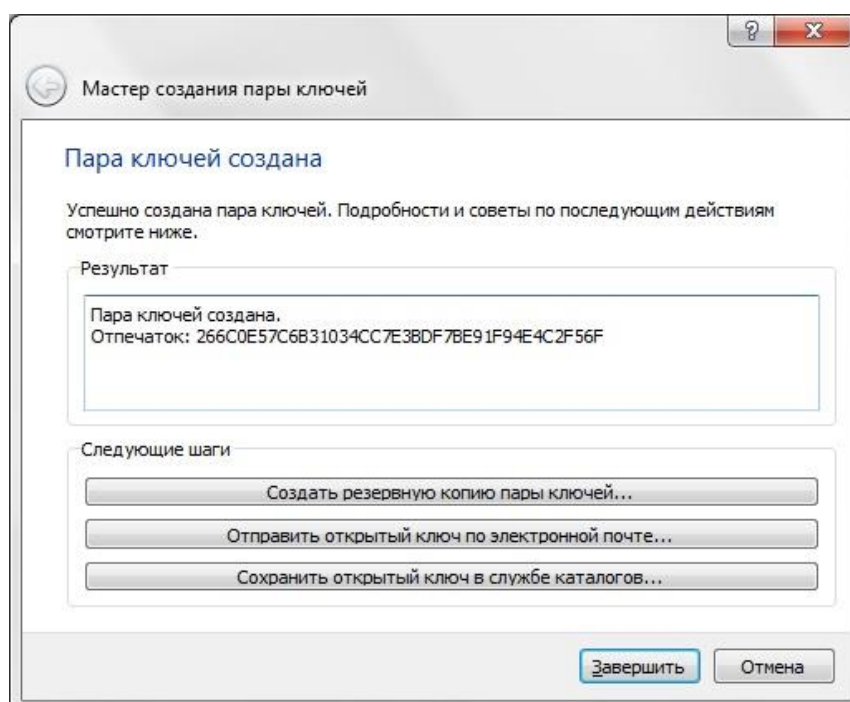 ?
Мастер создания пары ключей
Пара ключей создана
Успешно создана пара ключей. Подробности и советы по последующим действиям
смотрите ниже.
Результат
Пара ключей создана.
Отпечаток: 266C0E57C6B31034CC7E3BDF7BE91F94E4C2F56F
Следующие шаги
Создать резервную копию пары ключей...
Отправить открытый ключ по электронной почте...
Сохранить открытый ключ в службе каталогов...
Завершить Отмена